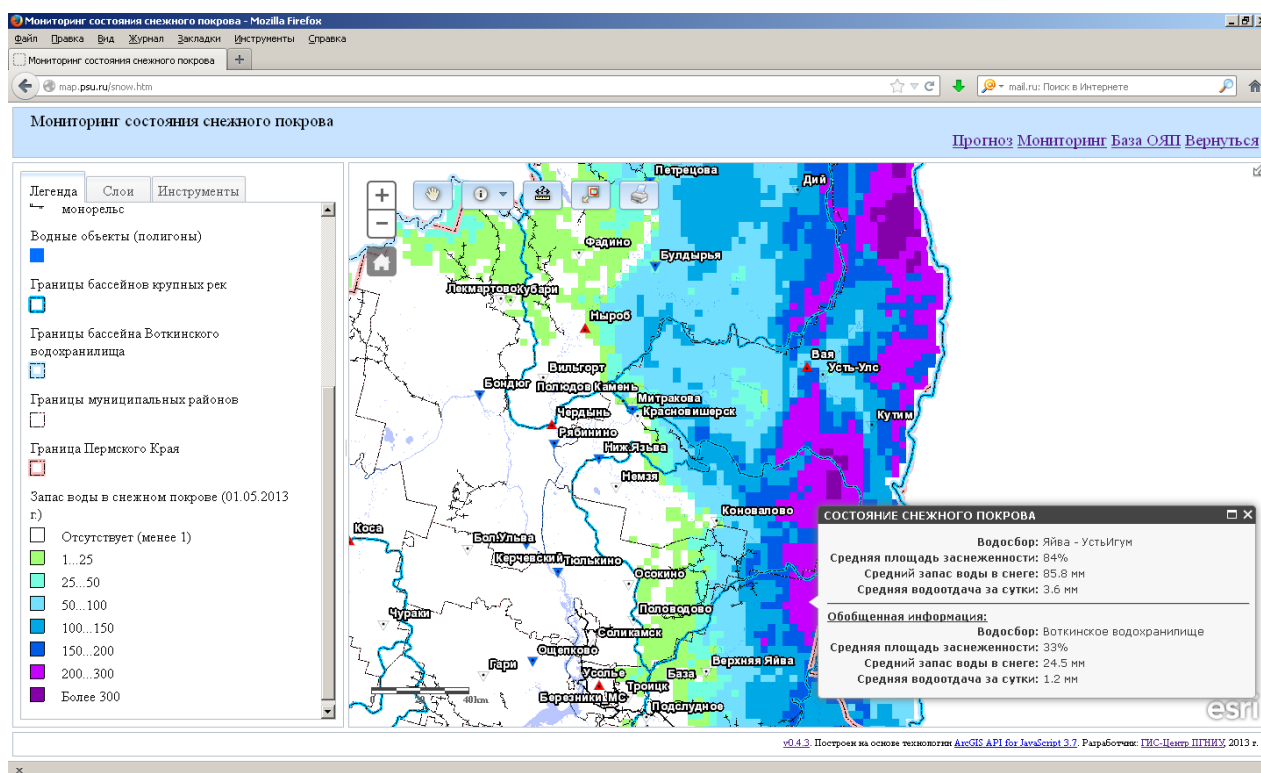 Мониторинг состояния снежного покрова - Mozilla Firefox
Файл Правка Вид Журнал Закладки Инструменты Справка
Мониторинг состояния снежного покрова +
map.psu.ru/snow.htm
mail.ru: Поиск в Интернете
Мониторинг состояния снежного покрова
Прогноз Мониторинг База ОЯП Вернуться
Легенда Слои Инструменты
монорельс
Водные объекты (полигоны)
Границы бассейнов крупных рек
Границы бассейна Воткинского
водохранилища
Границы муниципальных районов
Граница Пермского Края
Запас воды в снежном покрове (01.05.2013
г.)
Отсутствует (менее 1)
1...25
25...50
50...100
100...150
150...200
200...300
Более 300
+
−
Петрецова
Дий
Фадино
Булдырья
Лекмартово
Кубари
Ныроб
Вая
Усть-Улс
Вильгорт
Бондюг
Полюдов Камень
Митракова
Чердынь
Красновишерск
Кутим
Рябинино
Ниж.Язьва
Немзя
Коновалово
Коса
Бол.Ульва
Керчевский
Тюлькино
Осокино
Половодово
Чураки
Соликамск
Ощепково
Гари
Верхняя Яйва
Усолье
База
Троицк
Березники,МС
Подслудное
40km
СОСТОЯНИЕ СНЕЖНОГО ПОКРОВА
Водосбор: Яйва - УстьИгум
Средняя площадь заснеженности: 84%
Средний запас воды в снеге: 85.8 мм
Средняя водоотдача за сутки: 3.6 мм
Обобщенная информация:
Водосбор: Воткинское водохранилище
Средняя площадь заснеженности: 33%
Средний запас воды в снеге: 24.5 мм
Средняя водоотдача за сутки: 1.2 мм
esri
v0.4.3. Построен на основе технологии ArcGIS API for JavaScript 3.7. Разработчик: ГИС-Центр ПГНИУ, 2013 г.